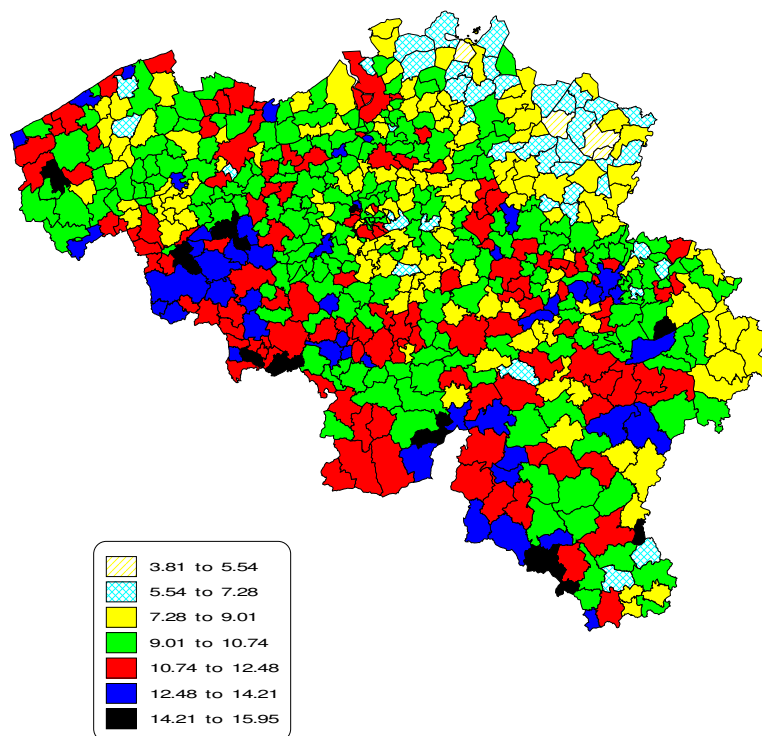 3.81 to 5.54
5.54 to 7.28
7.28 to 9.01
9.01 to 10.74
10.74 to 12.48
12.48 to 14.21
14.21 to 15.95